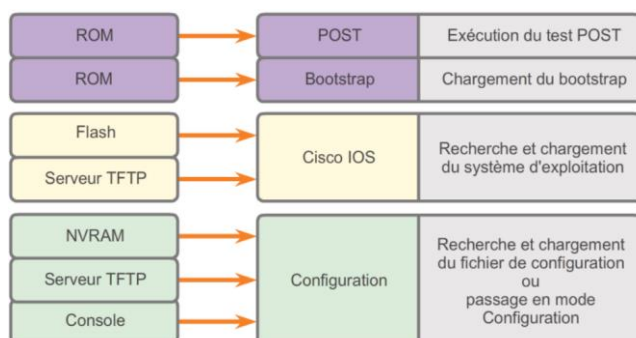 ROM
POST
Exécution du test POST
ROM
Bootstrap
Chargement du bootstrap
Flash
Serveur TFTP
Cisco IOS
Recherche et chargement
du système d'exploitation
NVRAM
Serveur TFTP
Console
Configuration
Recherche et chargement
du fichier de configuration
ou
passage en mode
Configuration